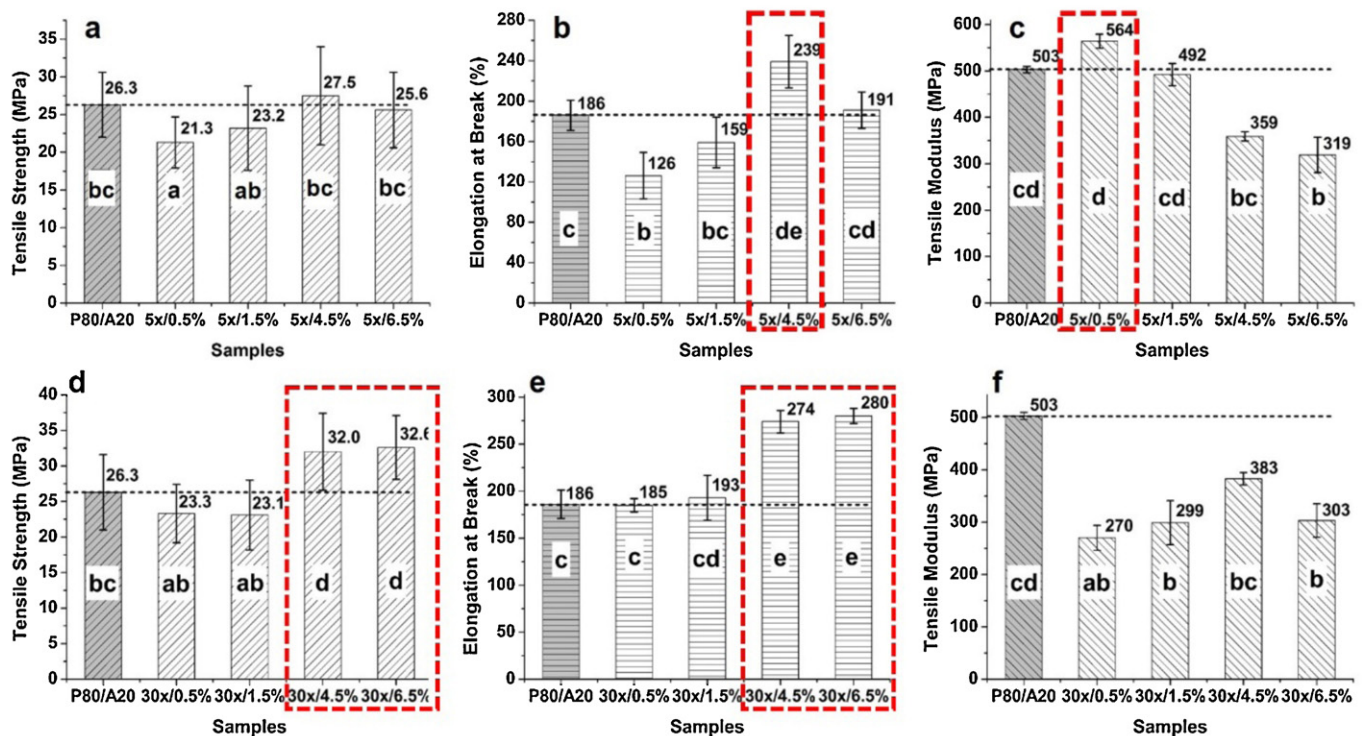 a
Tensile Strength (MPa)
35
30
25
20
15
10
5
0
26.3
21.3
23.2
27.5
25.6
bc
a
ab
bc
bc
P80/A20 5x/0.5% 5x/1.5% 5x/4.5% 5x/6.5%
Samples
b
Elongation at Break (%)
280
240
200
160
120
80
40
0
186
126
159
239
191
c
b
bc
de
cd
P80/A20 5x/0.5% 5x/1.5% 5x/4.5% 5x/6.5%
Samples
c
Tensile Modulus (MPa)
600
500
400
300
200
100
0
503
564
492
359
319
cd
d
cd
bc
b
P80/A20 5x/0.5% 5x/1.5% 5x/4.5% 5x/6.5%
Samples
d
Tensile Strength (MPa)
40
35
30
25
20
15
10
5
0
26.3
23.3
23.1
32.0
32.6
bc
ab
ab
d
d
P80/A20 30x/0.5% 30x/1.5% 30x/4.5% 30x/6.5%
Samples
e
Elongation at Break (%)
300
250
200
150
100
50
0
186
185
193
274
280
c
c
cd
e
e
P80/A20 30x/0.5% 30x/1.5% 30x/4.5% 30x/6.5%
Samples
f
Tensile Modulus (MPa)
500
400
300
200
100
0
503
270
299
383
303
cd
ab
b
bc
b
P80/A20 30x/0.5% 30x/1.5% 30x/4.5% 30x/6.5%
Samples